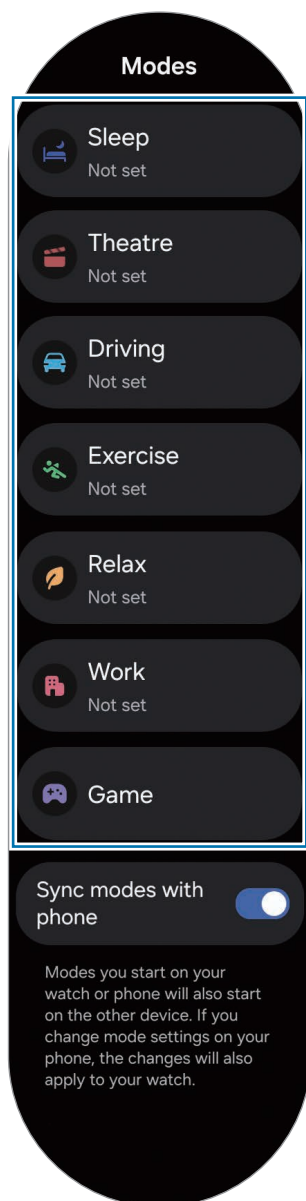 Modes
Sleep
Not set
Theatre
Not set
Driving
Not set
Exercise
Not set
Relax
Not set
Work
Not set
Game
Sync modes with
phone
Modes you start on your
watch or phone will also start
on the other device. If you
change mode settings on your
phone, the changes will also
apply to your watch.